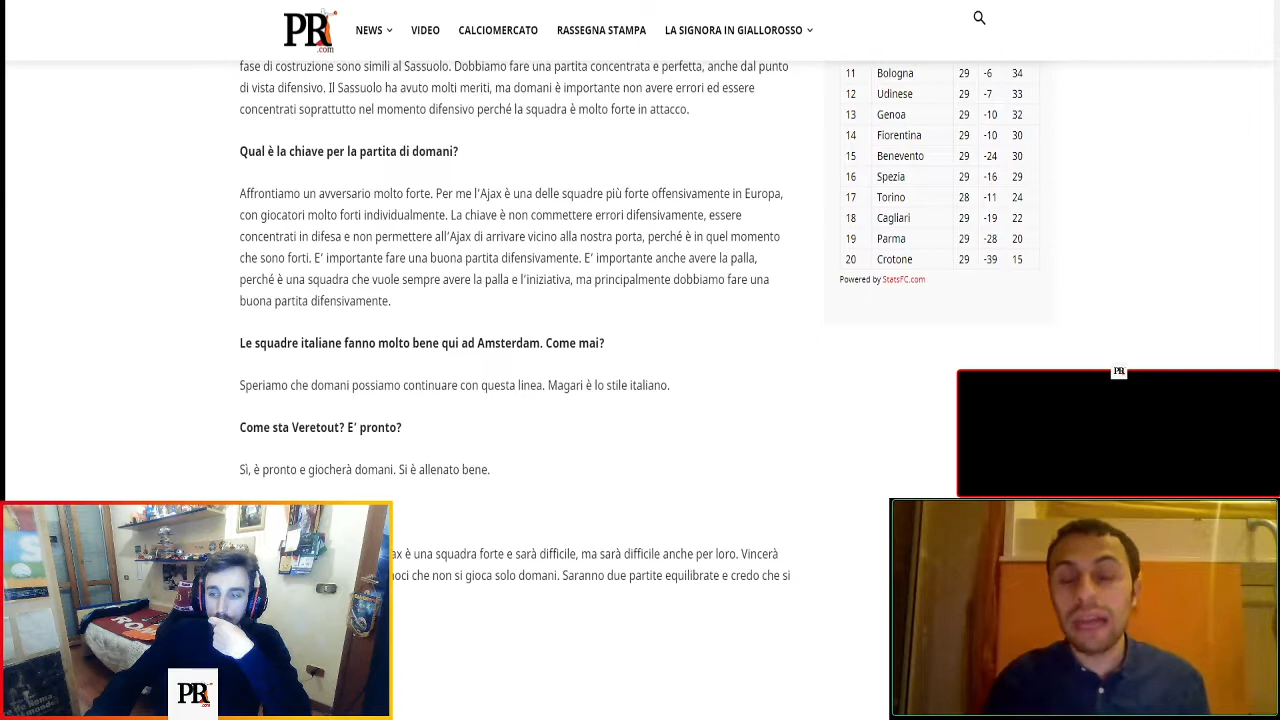 PR
.com
NEWS
VIDEO
CALCIOMERCATO
RASSEGNA STAMPA
LA SIGNORA IN GIALLOROSSO
fase di costruzione sono simili al Sassuolo. Dobbiamo fare una partita concentrata e perfetta, anche dal punto
di vista difensivo. Il Sassuolo ha avuto molti meriti, ma domani è importante non avere errori ed essere
concentrati soprattutto nel momento difensivo perché la squadra è molto forte in attacco.
Qual è la chiave per la partita di domani?
Affrontiamo un avversario molto forte. Per me l'Ajax è una delle squadre più forte offensivamente in Europa,
con giocatori molto forti individualmente. La chiave è non commettere errori difensivamente, essere
concentrati in difesa e non permettere all'Ajax di arrivare vicino alla nostra porta, perché è in quel momento
che sono forti. E' importante fare una buona partita difensivamente. E' importante anche avere la palla,
perché è una squadra che vuole sempre avere la palla e l'iniziativa, ma principalmente dobbiamo fare una
buona partita difensivamente.
Le squadre italiane fanno molto bene qui ad Amsterdam. Come mai?
Speriamo che domani possiamo continuare con questa linea. Magari è lo stile italiano.
Come sta Veretout? E' pronto?
Sì, è pronto e giocherà domani. Si è allenato bene.
ax è una squadra forte e sarà difficile, ma sarà difficile anche per loro. Vincerà
oci che non si gioca solo domani. Saranno due partite equilibrate e credo che si
11 Bologna 29 -6 34
12 Udinese 29 -7 33
13 Genoa 29 -10 32
14 Fiorentina 29 -10 30
15 Benevento 29 -24 30
16 Spezia 29 -16 29
17 Torino 28 -11 24
18 Cagliari 29 -19 22
19 Parma 29 -28 20
20 Crotone 29 -39 15
Powered by StatsFC.com
PR
ROM
PR